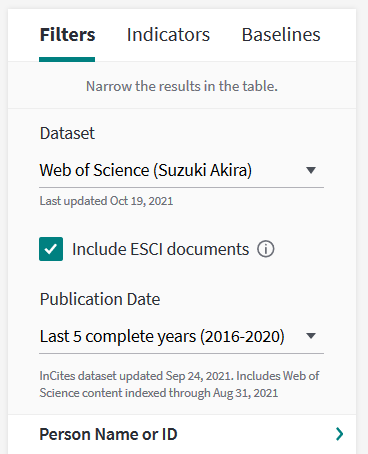 Filters Indicators Baselines
Narrow the results in the table.
Dataset
Web of Science (Suzuki Akira)
Last updated Oct 19, 2021
Include ESCI documents
Publication Date
Last 5 complete years (2016-2020)
InCites dataset updated Sep 24, 2021. Includes Web of
Science content indexed through Aug 31, 2021
Person Name or ID